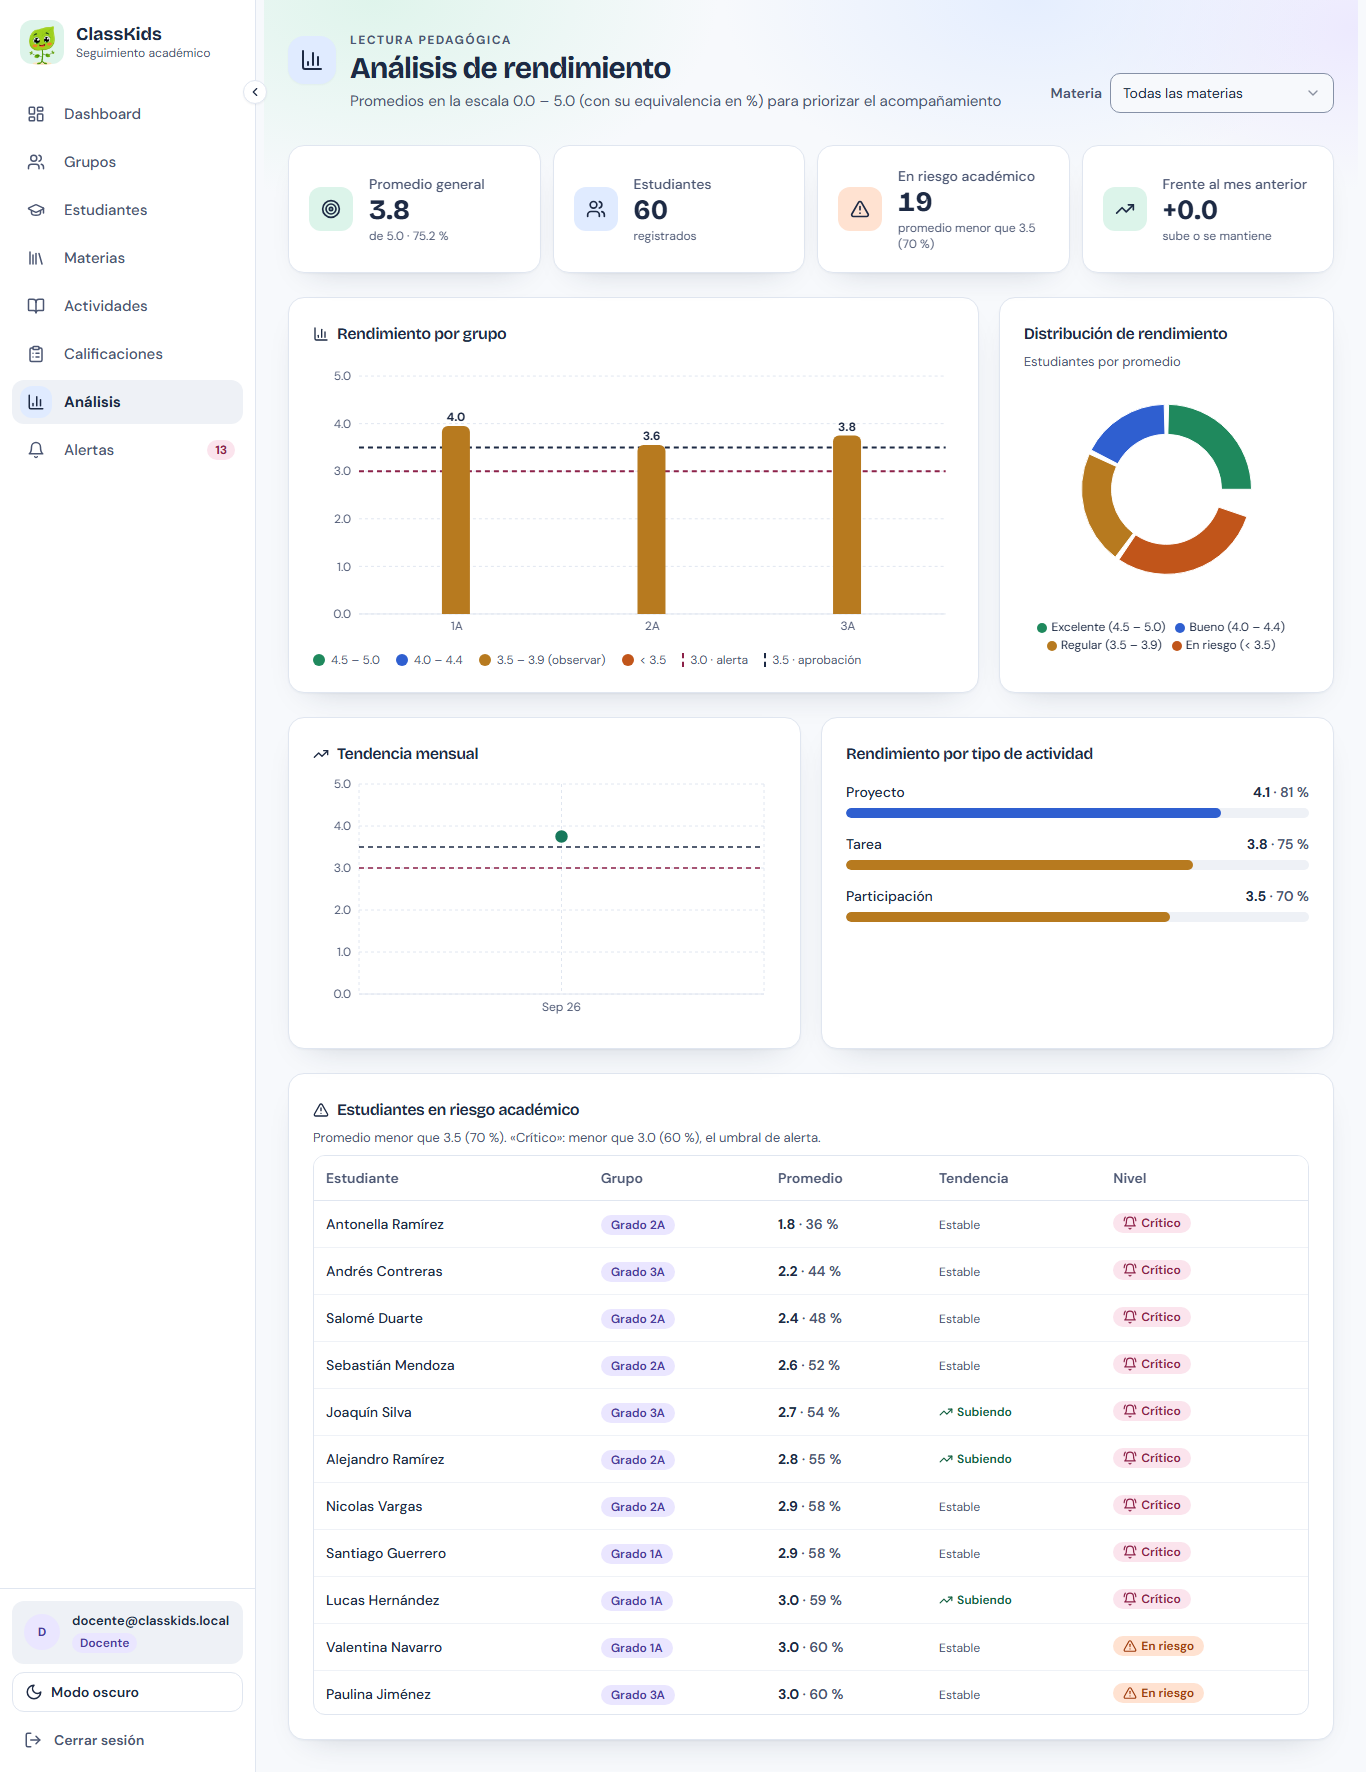 ClassKids
Seguimiento académico
Dashboard
Grupos
Estudiantes
Materias
Actividades
Calificaciones
Análisis
Alertas 13
docente@classkids.local
D
Docente
Modo oscuro
Cerrar sesión
LECTURA PEDAGÓGICA
Análisis de rendimiento
Promedios en la escala 0.0 – 5.0 (con su equivalencia en %) para priorizar el acompañamiento
Materia Todas las materias
Promedio general
3.8
de 5.0 · 75.2 %
Estudiantes
60
registrados
En riesgo académico
19
promedio menor que 3.5
(70 %)
Frente al mes anterior
+0.0
sube o se mantiene
Rendimiento por grupo
5.0
4.0
3.0
2.0
1.0
0.0
4.0
3.6
3.8
1A 2A 3A
4.5 – 5.0 4.0 – 4.4 3.5 – 3.9 (observar) < 3.5 3.0 · alerta 3.5 · aprobación
Distribución de rendimiento
Estudiantes por promedio
Excelente (4.5 – 5.0) Bueno (4.0 – 4.4)
Regular (3.5 – 3.9) En riesgo (< 3.5)
Tendencia mensual
5.0
4.0
3.0
2.0
1.0
0.0
Sep 26
Rendimiento por tipo de actividad
Proyecto 4.1 · 81 %
Tarea 3.8 · 75 %
Participación 3.5 · 70 %
Estudiantes en riesgo académico
Promedio menor que 3.5 (70 %). «Crítico»: menor que 3.0 (60 %), el umbral de alerta.
Estudiante Grupo Promedio Tendencia Nivel
Antonella Ramírez Grado 2A 1.8 · 36 % Estable Crítico
Andrés Contreras Grado 3A 2.2 · 44 % Estable Crítico
Salomé Duarte Grado 2A 2.4 · 48 % Estable Crítico
Sebastián Mendoza Grado 2A 2.6 · 52 % Estable Crítico
Joaquín Silva Grado 3A 2.7 · 54 % Subiendo Crítico
Alejandro Ramírez Grado 2A 2.8 · 55 % Subiendo Crítico
Nicolas Vargas Grado 2A 2.9 · 58 % Estable Crítico
Santiago Guerrero Grado 1A 2.9 · 58 % Estable Crítico
Lucas Hernández Grado 1A 3.0 · 59 % Subiendo Crítico
Valentina Navarro Grado 1A 3.0 · 60 % Estable En riesgo
Paulina Jiménez Grado 3A 3.0 · 60 % Estable En riesgo